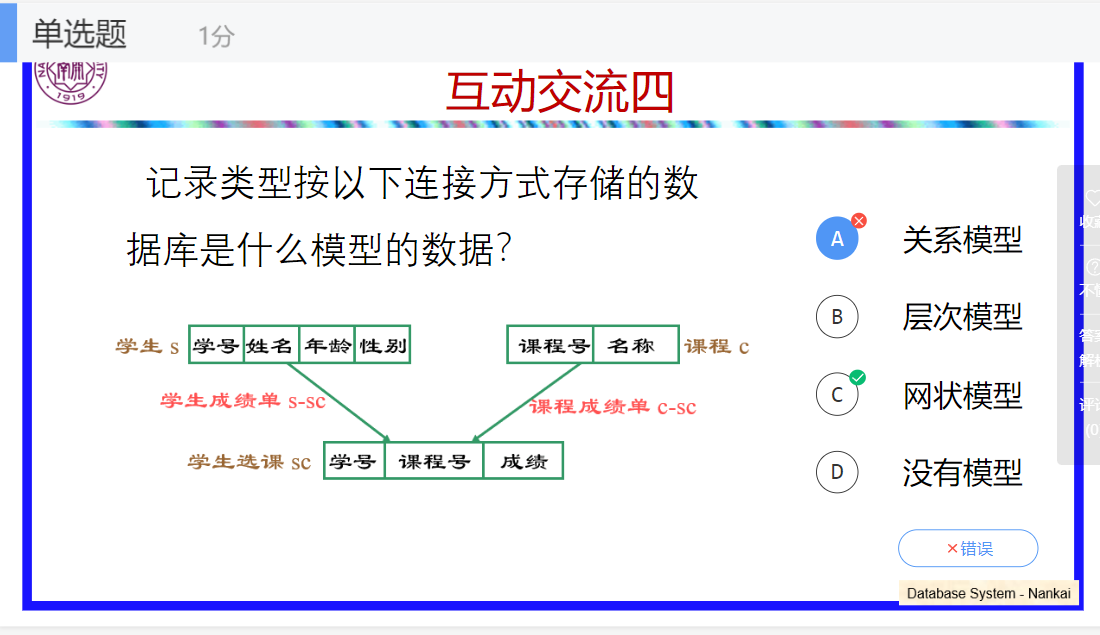 单选题 1分
1919
互动交流四
记录类型按以下连接方式存储的数
据库是什么模型的数据?
学生 s 学号 姓名 年龄 性别
课程号 名称 课程 c
学生成绩单 s-sc
课程成绩单 c-sc
学生选课 sc 学号 课程号 成绩
A 关系模型
B 层次模型
C 网状模型
D 没有模型
×错误
Database System - Nankai